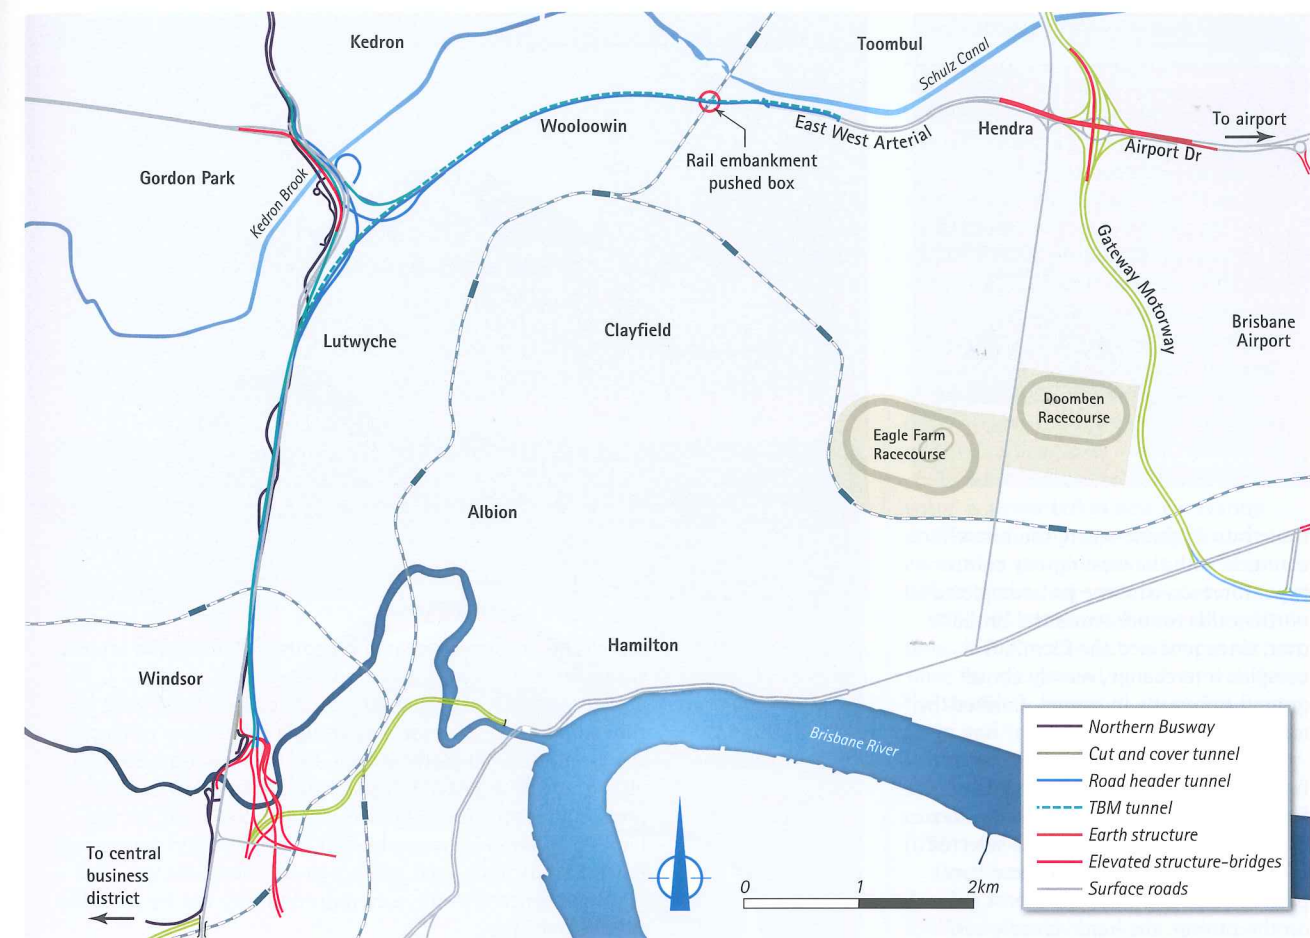 Kedron
Toombul
Schulz Canal
Wooloowin
East West Arterial
Hendra
To airport
Airport Dr
Rail embankment
pushed box
Gordon Park
Kedron Brook
Gateway Motorway
Lutwyche
Clayfield
Brisbane
Airport
Doomben
Racecourse
Eagle Farm
Racecourse
Albion
Hamilton
Windsor
Brisbane River
To central
business
district
0 1 2km
Northern Busway
Cut and cover tunnel
Road header tunnel
TBM tunnel
Earth structure
Elevated structure-bridges
Surface roads